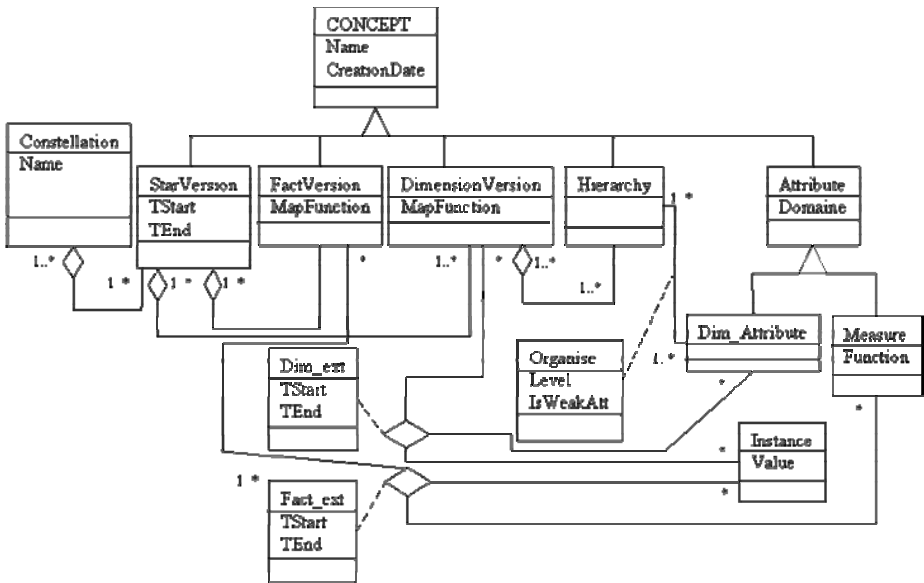 CONCEPT
Name
CreationDate
Constellation
Name
StarVersion
TStart
TEnd
FactVersion
MapFunction
DimensionVersion
MapFunction
Hierarchy
Attribute
Domaine
1 *
1..*
1 *
1 *
1 *
*
1..*
*
1..*
1..*
Dim_Attribute
Measure
Function
Organise
Level
IsWeakAtt
1..*
*
*
Dim_ext
TStart
TEnd
Instance
Value
*
*
1 *
Fact_ext
TStart
TEnd